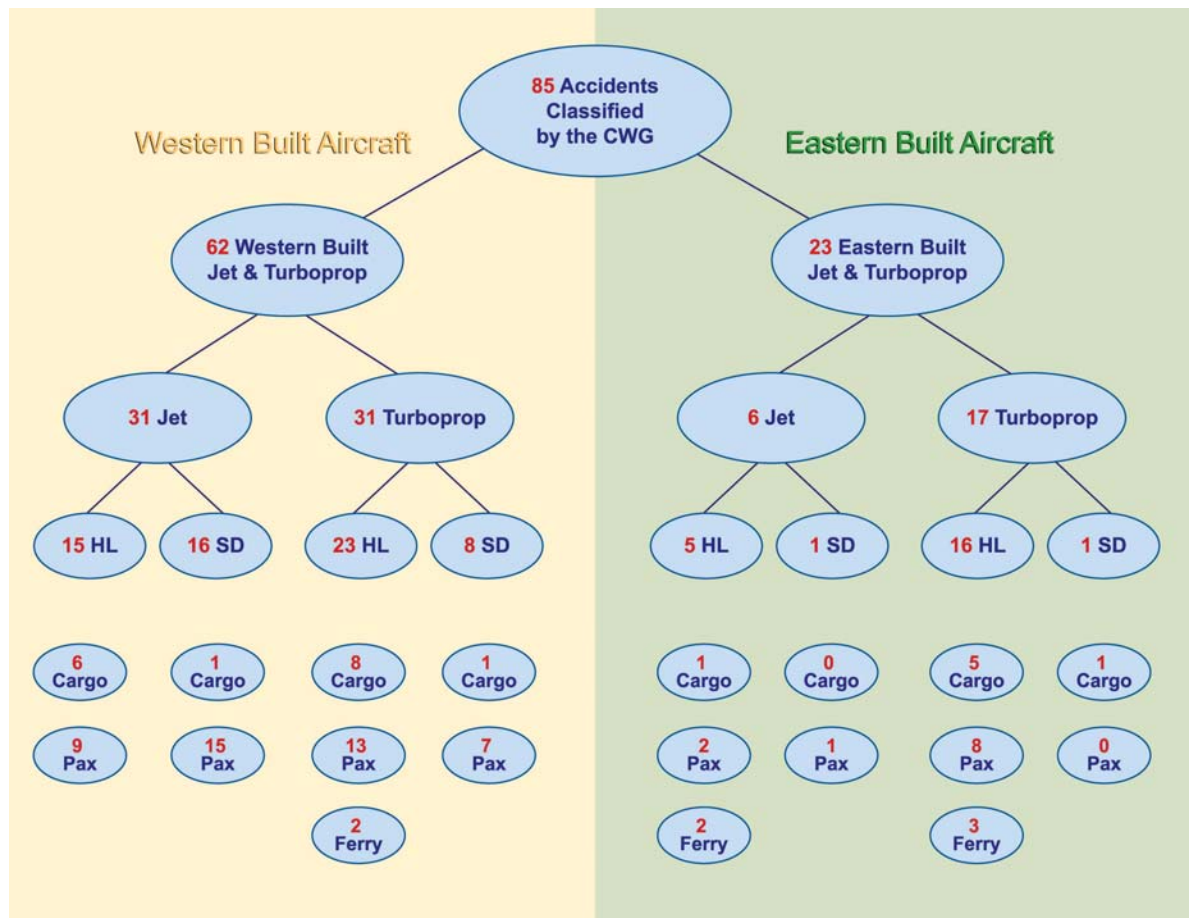 85 Accidents
Classified
by the CWG
Western Built Aircraft
Eastern Built Aircraft
62 Western Built
Jet & Turboprop
23 Eastern Built
Jet & Turboprop
31 Jet
31 Turboprop
6 Jet
17 Turboprop
15 HL
16 SD
23 HL
8 SD
5 HL
1 SD
16 HL
1 SD
6
Cargo
1
Cargo
8
Cargo
1
Cargo
1
Cargo
0
Cargo
5
Cargo
1
Cargo
9
Pax
15
Pax
13
Pax
7
Pax
2
Pax
1
Pax
8
Pax
0
Pax
2
Ferry
2
Ferry
3
Ferry